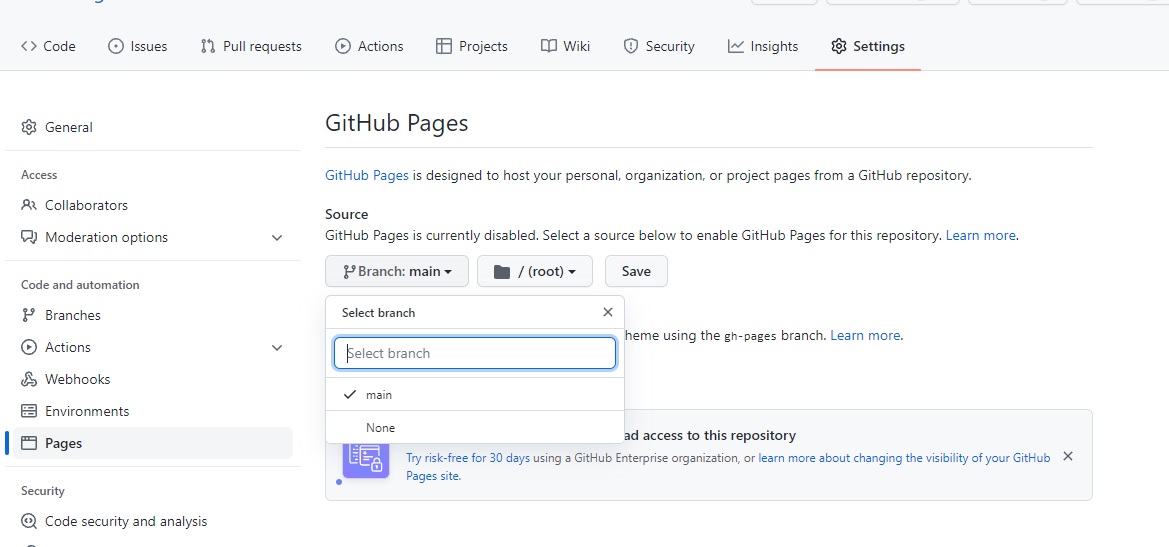 Code
Issues
Pull requests
Actions
Projects
Wiki
Security
Insights
Settings
General
Access
Collaborators
Moderation options
Code and automation
Branches
Actions
Webhooks
Environments
Pages
Security
Code security and analysis
GitHub Pages
GitHub Pages is designed to host your personal, organization, or project pages from a GitHub repository.
Source
GitHub Pages is currently disabled. Select a source below to enable GitHub Pages for this repository. Learn more.
Branch: main
/ (root)
Save
Select branch
Select branch
main
None
heme using the gh-pages branch. Learn more.
ad access to this repository
Try risk-free for 30 days using a GitHub Enterprise organization, or learn more about changing the visibility of your GitHub
Pages site.